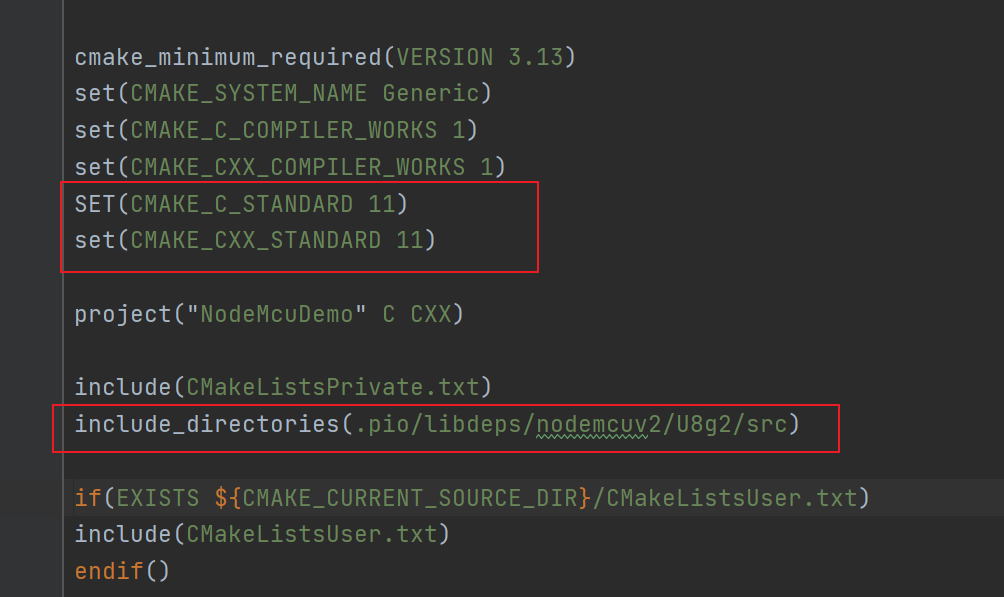 cmake_minimum_required(VERSION 3.13)
set(CMAKE_SYSTEM_NAME Generic)
set(CMAKE_C_COMPILER_WORKS 1)
set(CMAKE_CXX_COMPILER_WORKS 1)
SET(CMAKE_C_STANDARD 11)
set(CMAKE_CXX_STANDARD 11)
project("NodeMcuDemo" C CXX)
include(CMakeListsPrivate.txt)
include_directories(.pio/libdeps/nodemcuv2/U8g2/src)
if(EXISTS ${CMAKE_CURRENT_SOURCE_DIR}/CMakeListsUser.txt)
include(CMakeListsUser.txt)
endif()